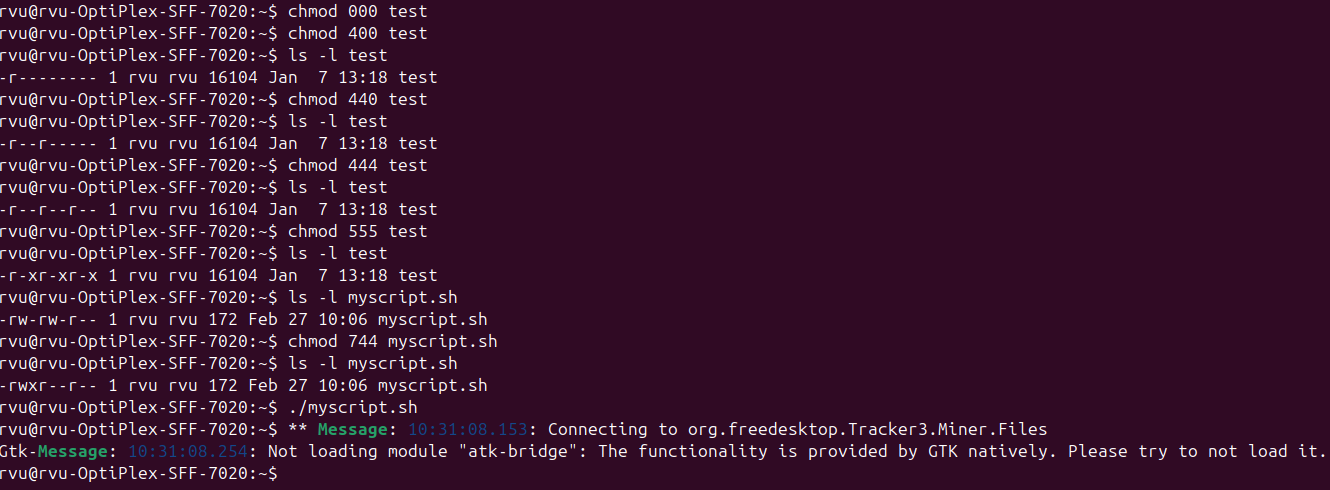 rvu@rvu-OptiPlex-SFF-7020:~$ chmod 000 test
rvu@rvu-OptiPlex-SFF-7020:~$ chmod 400 test
rvu@rvu-OptiPlex-SFF-7020:~$ ls -l test
-r-------- 1 rvu rvu 16104 Jan  7 13:18 test
rvu@rvu-OptiPlex-SFF-7020:~$ chmod 440 test
rvu@rvu-OptiPlex-SFF-7020:~$ ls -l test
-r--r----- 1 rvu rvu 16104 Jan  7 13:18 test
rvu@rvu-OptiPlex-SFF-7020:~$ chmod 444 test
rvu@rvu-OptiPlex-SFF-7020:~$ ls -l test
-r--r--r-- 1 rvu rvu 16104 Jan  7 13:18 test
rvu@rvu-OptiPlex-SFF-7020:~$ chmod 555 test
rvu@rvu-OptiPlex-SFF-7020:~$ ls -l test
-r-xr-xr-x 1 rvu rvu 16104 Jan  7 13:18 test
rvu@rvu-OptiPlex-SFF-7020:~$ ls -l myscript.sh
-rw-rw-r-- 1 rvu rvu 172 Feb 27 10:06 myscript.sh
rvu@rvu-OptiPlex-SFF-7020:~$ chmod 744 myscript.sh
rvu@rvu-OptiPlex-SFF-7020:~$ ls -l myscript.sh
-rwxr--r-- 1 rvu rvu 172 Feb 27 10:06 myscript.sh
rvu@rvu-OptiPlex-SFF-7020:~$ ./myscript.sh
rvu@rvu-OptiPlex-SFF-7020:~$ ** Message: 10:31:08.153: Connecting to org.freedesktop.Tracker3.Miner.Files
Gtk-Message: 10:31:08.254: Not loading module "atk-bridge": The functionality is provided by GTK natively. Please try to not load it.
rvu@rvu-OptiPlex-SFF-7020:~$